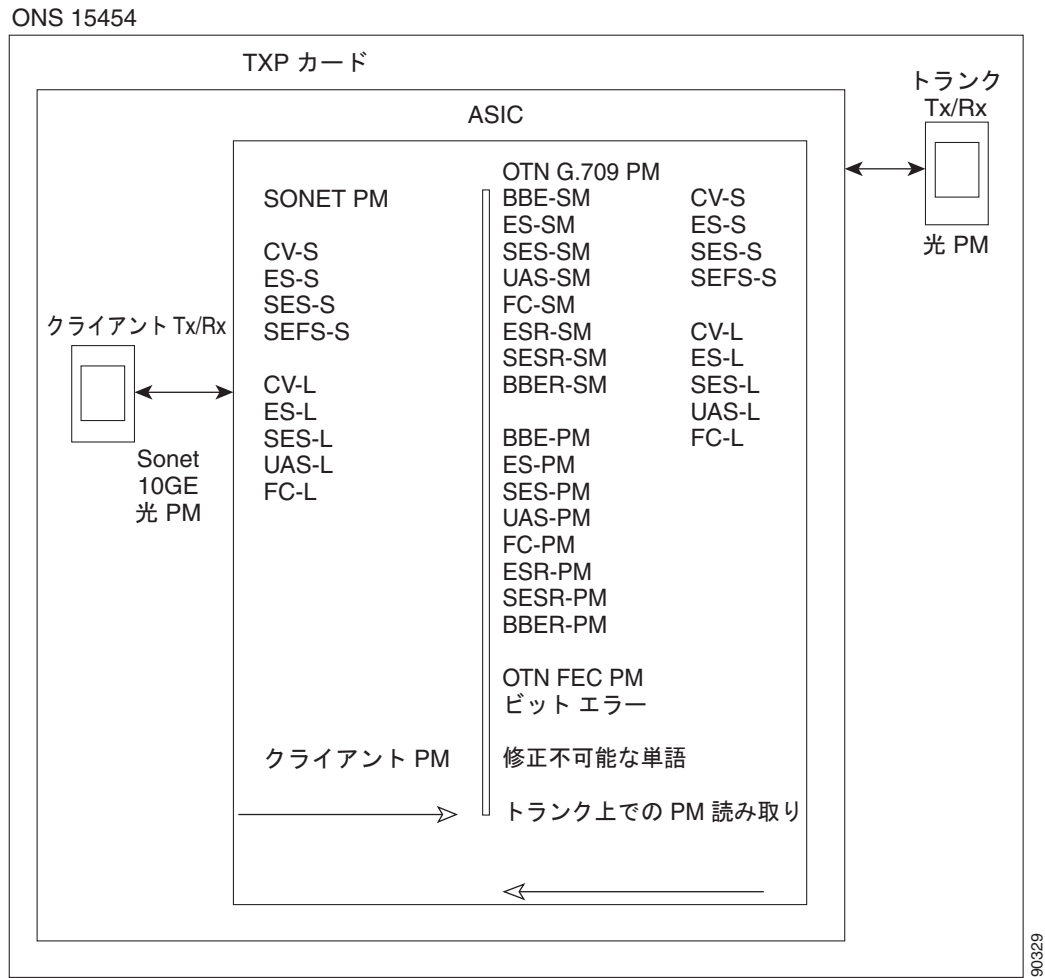 ONS 15454
TXP カード
トランク
Tx/Rx
光 PM
ASIC
クライアント Tx/Rx
Sonet
10GE
光 PM
SONET PM
CV-S
ES-S
SES-S
SEFS-S
CV-L
ES-L
SES-L
UAS-L
FC-L
クライアント PM
OTN G.709 PM
BBE-SM
ES-SM
SES-SM
UAS-SM
FC-SM
ESR-SM
SESR-SM
BBER-SM
BBE-PM
ES-PM
SES-PM
UAS-PM
FC-PM
ESR-PM
SESR-PM
BBER-PM
OTN FEC PM
ビット エラー
修正不可能な単語
トランク上での PM 読み取り
CV-S
ES-S
SES-S
SEFS-S
CV-L
ES-L
SES-L
UAS-L
FC-L
90329